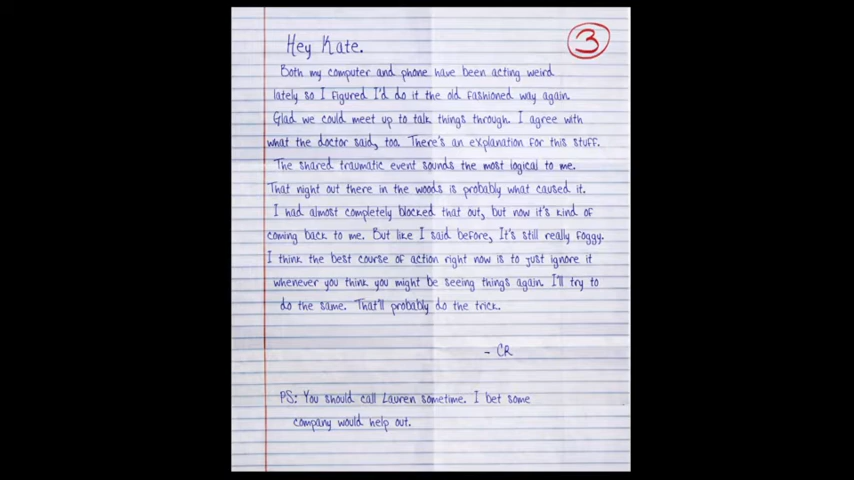 3
Hey Kate.
Both my computer and phone have been acting weird
lately so I figured I'd do it the old fashioned way again.
Glad we could meet up to talk things through. I agree with
what the doctor said, too. There's an explanation for this stuff.
The shared traumatic event sounds the most logical to me.
That night out there in the woods is probably what caused it.
I had almost completely blocked that out, but now it's kind of
coming back to me. But like I said before, It's still really foggy.
I think the best course of action right now is to just ignore it
whenever you think you might be seeing things again. I'll try to
do the same. That'll probably do the trick.
- CR
PS: You should call Lauren sometime. I bet some
company would help out.